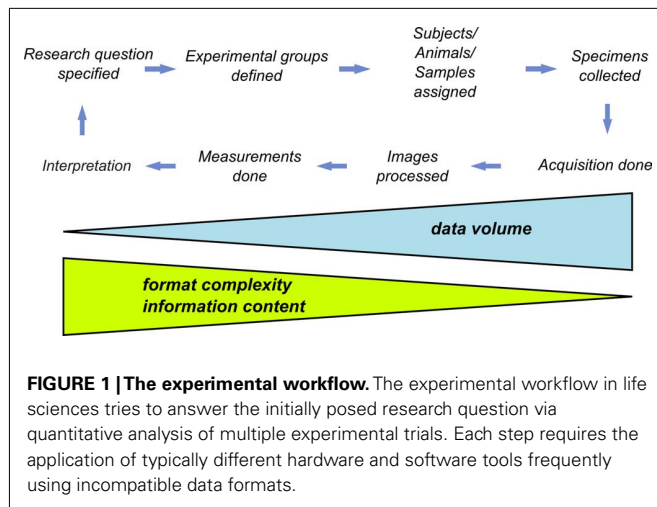 Research question
specified
Experimental groups
defined
Subjects/
Animals/
Samples
assigned
Specimens
collected
Interpretation
Measurements
done
Images
processed
Acquisition done
data volume
format complexity
information content
FIGURE 1 | The experimental workflow. The experimental workflow in life
sciences tries to answer the initially posed research question via
quantitative analysis of multiple experimental trials. Each step requires the
application of typically different hardware and software tools frequently
using incompatible data formats.